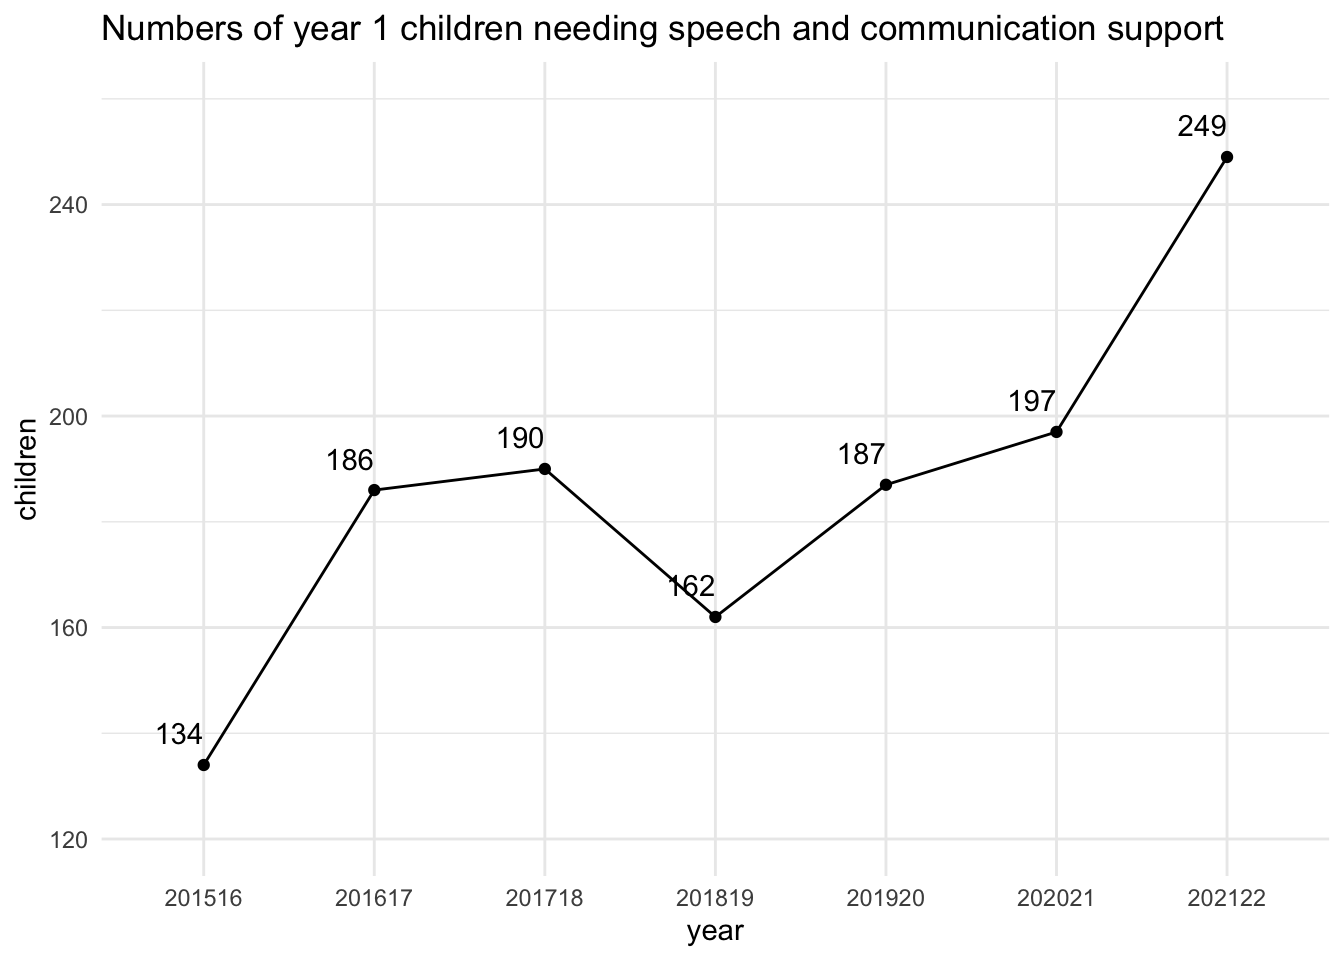 Numbers of year 1 children needing speech and communication support
249
240
197
200
190
186
187
162
160
134
120
children
201516 201617 201718 201819 201920 202021 202122
year